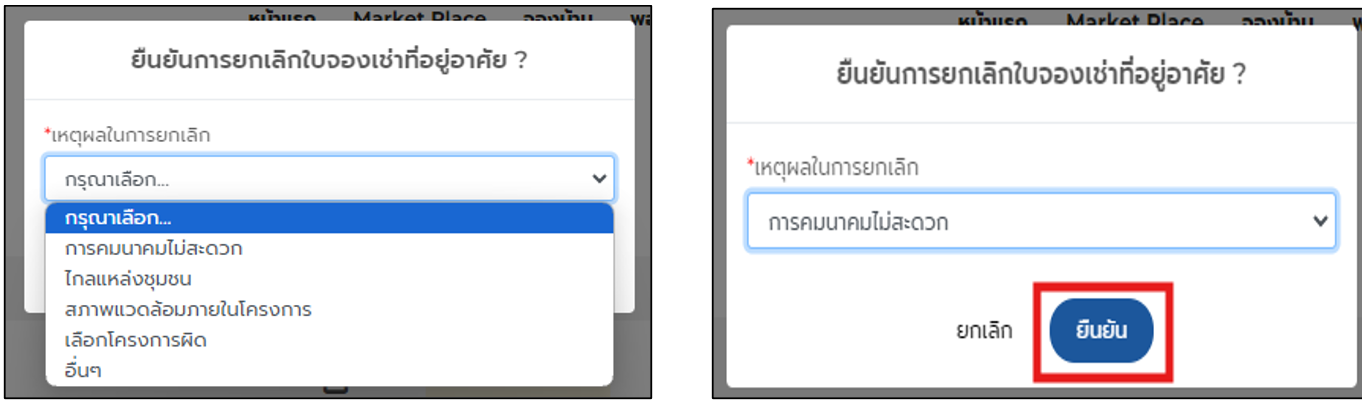 หน้าแรก Market Place จองบ้าน
ยืนยันการยกเลิกใบจองเช่าที่อยู่อาศัย ?
*เหตุผลในการยกเลิก
กรุณาเลือก...
กรุณาเลือก...
การคมนาคมไม่สะดวก
ไกลแหล่งชุมชน
สภาพแวดล้อมภายในโครงการ
เลือกโครงการผิด
อื่นๆ
หน้าแรก Market Place จองบ้าน
ยืนยันการยกเลิกใบจองเช่าที่อยู่อาศัย ?
*เหตุผลในการยกเลิก
การคมนาคมไม่สะดวก
ยกเลิก ยืนยัน